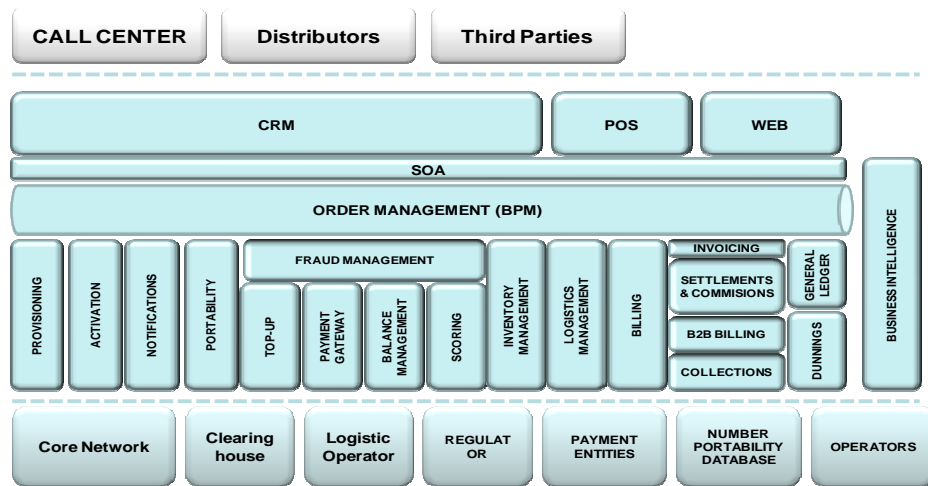 CALL CENTER
Distributors
Third Parties
CRM
POS
WEB
SOA
ORDER MANAGEMENT (BPM)
BUSINESS INTELLIGENCE
PROVISIONING
ACTIVATION
NOTIFICATIONS
PORTABILITY
FRAUD MANAGEMENT
TOP-UP
PAYMENT
GATEWAY
BALANCE
MANAGEMENT
SCORING
INVENTORY
MANAGEMENT
LOGISTICS
MANAGEMENT
BILLING
INVOICING
SETTLEMENTS
& COMMISIONS
B2B BILLING
COLLECTIONS
GENERAL
LEDGER
DUNNINGS
Core Network
Clearing
house
Logistic
Operator
REGULAT
OR
PAYMENT
ENTITIES
NUMBER
PORTABILITY
DATABASE
OPERATORS